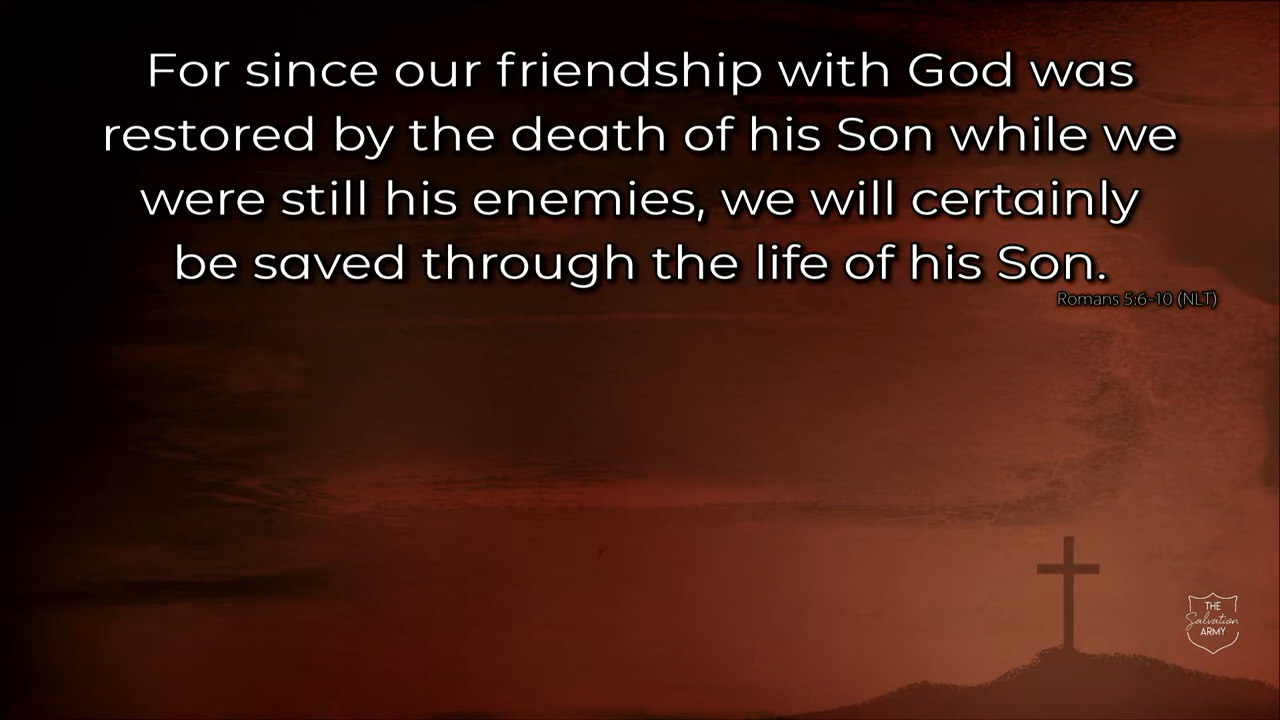 For since our friendship with God was
restored by the death of his Son while we
were still his enemies, we will certainly
be saved through the life of his Son.
Romans 5:6-10 (NLT)
THE
Salvation
ARMY